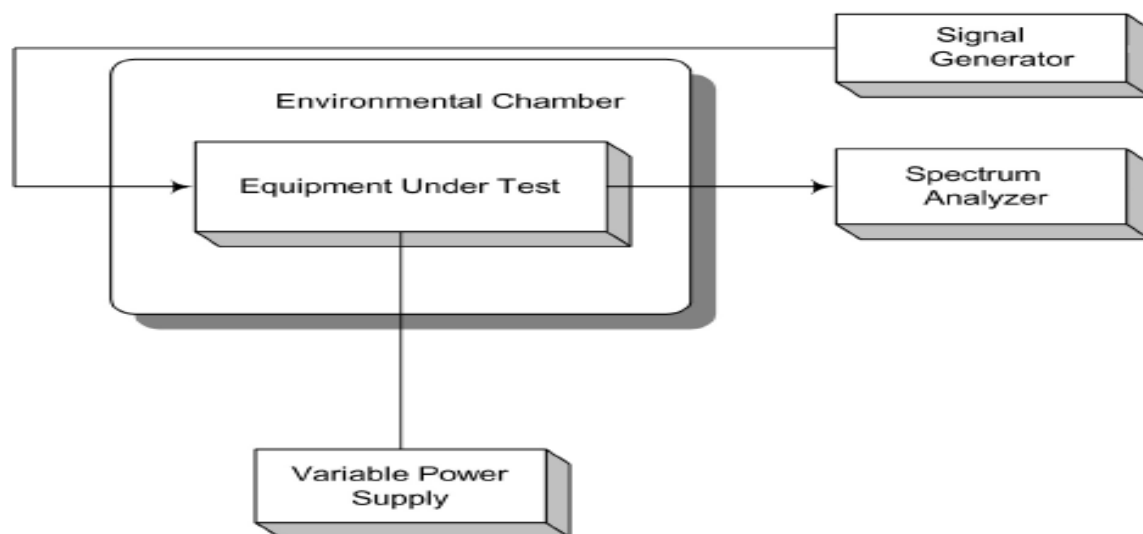 Signal
Generator
Environmental Chamber
Equipment Under Test
Spectrum
Analyzer
Variable Power
Supply